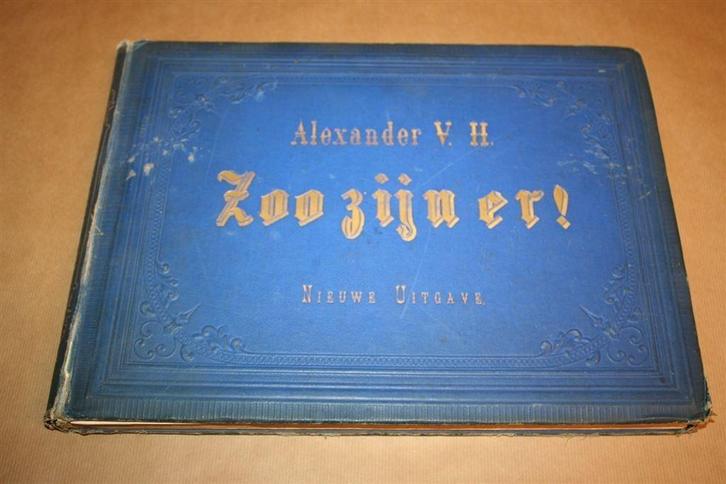 Alexander V. H.
Zoo zijn er!
Nieuwe Uitgave.